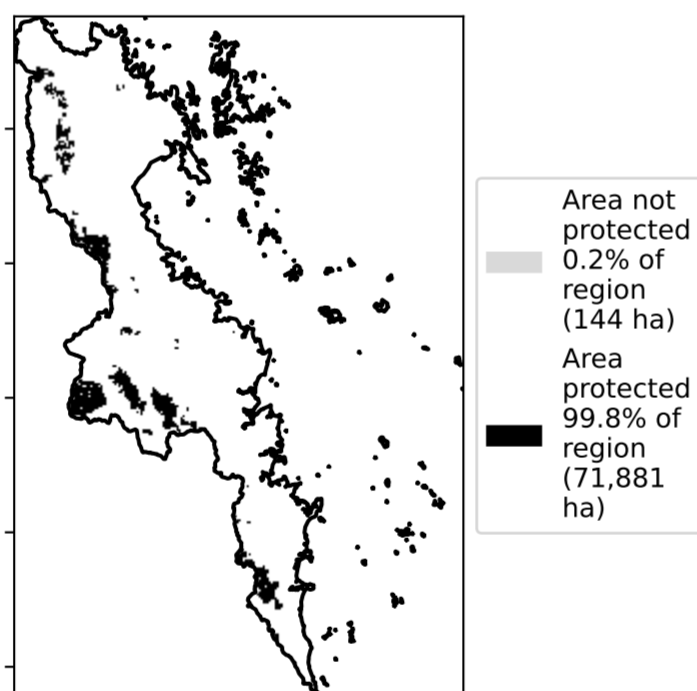 Area not
protected
0.2% of
region
(144 ha)
Area
protected
99.8% of
region
(71,881
ha)